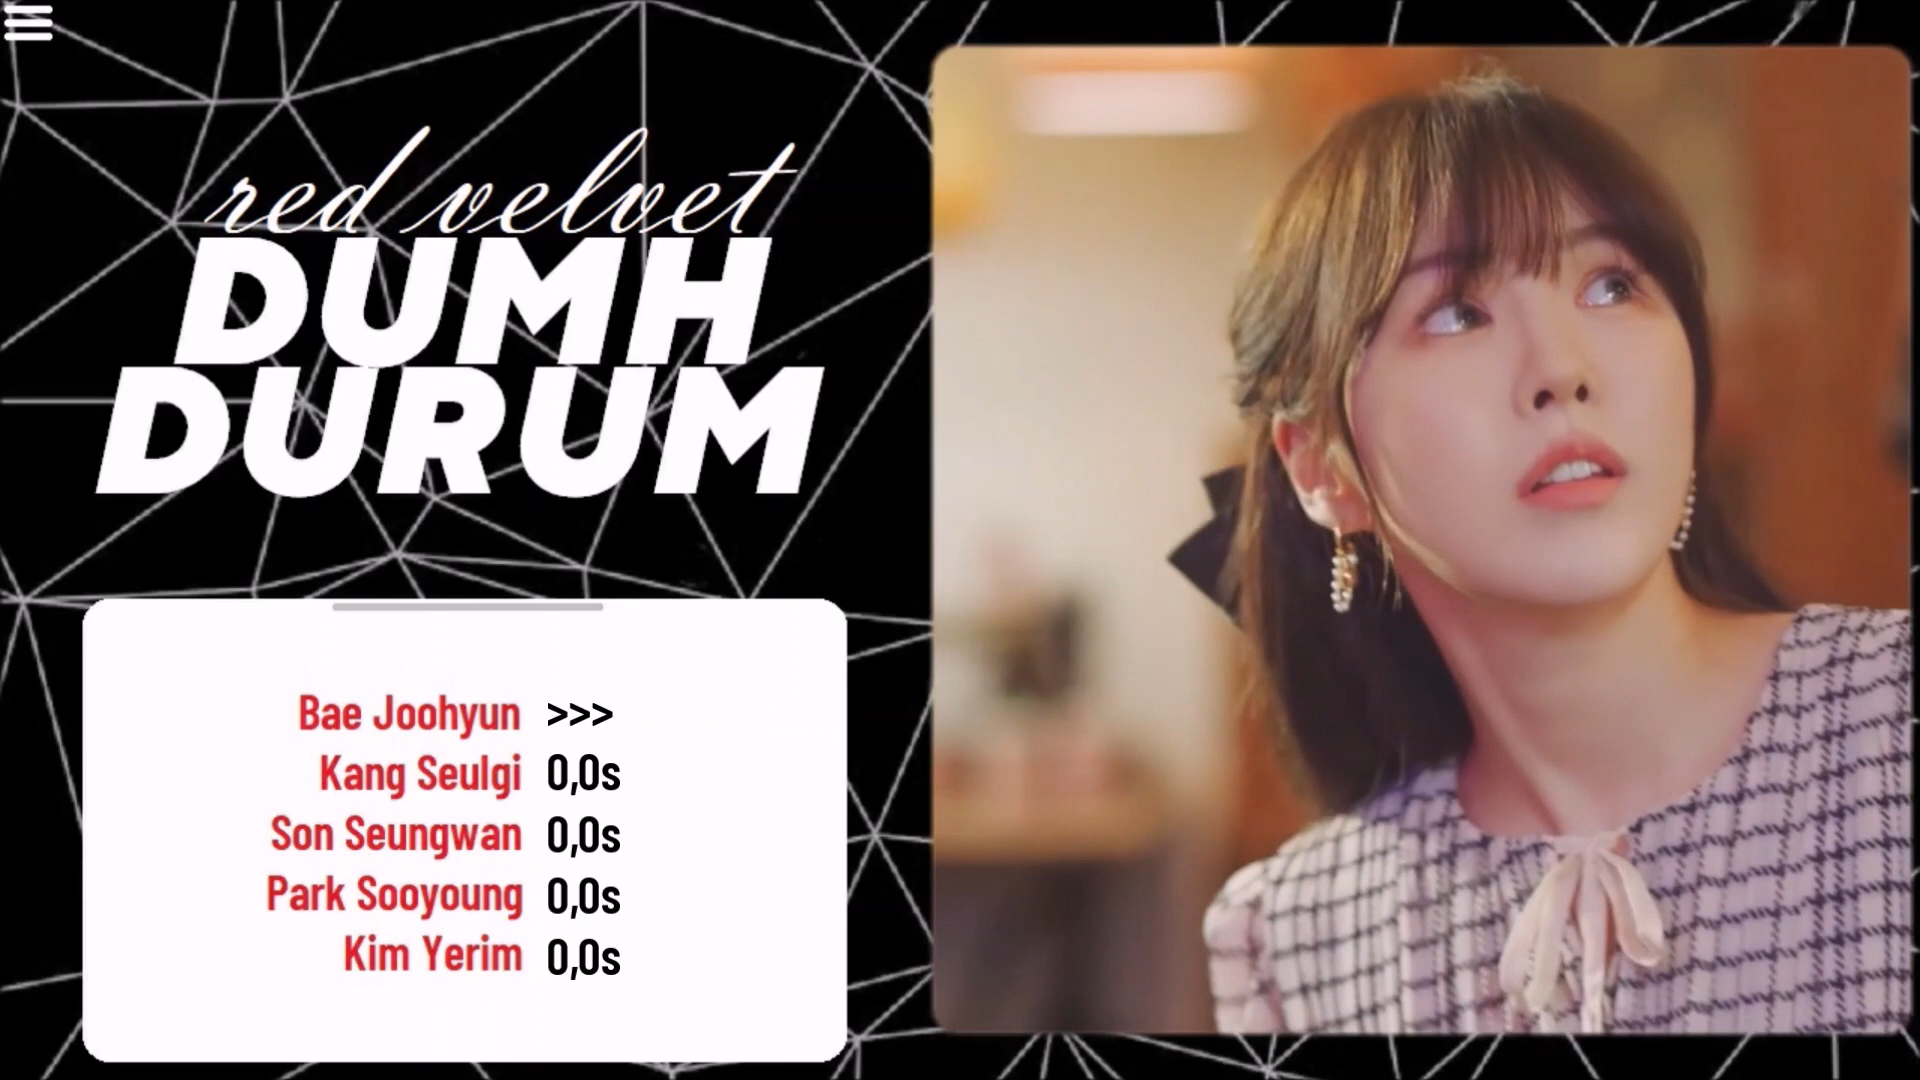 red velvet
DUMH
DURUM
Bae Joohyun >>>
Kang Seulgi 0,0s
Son Seungwan 0,0s
Park Sooyoung 0,0s
Kim Yerim 0,0s